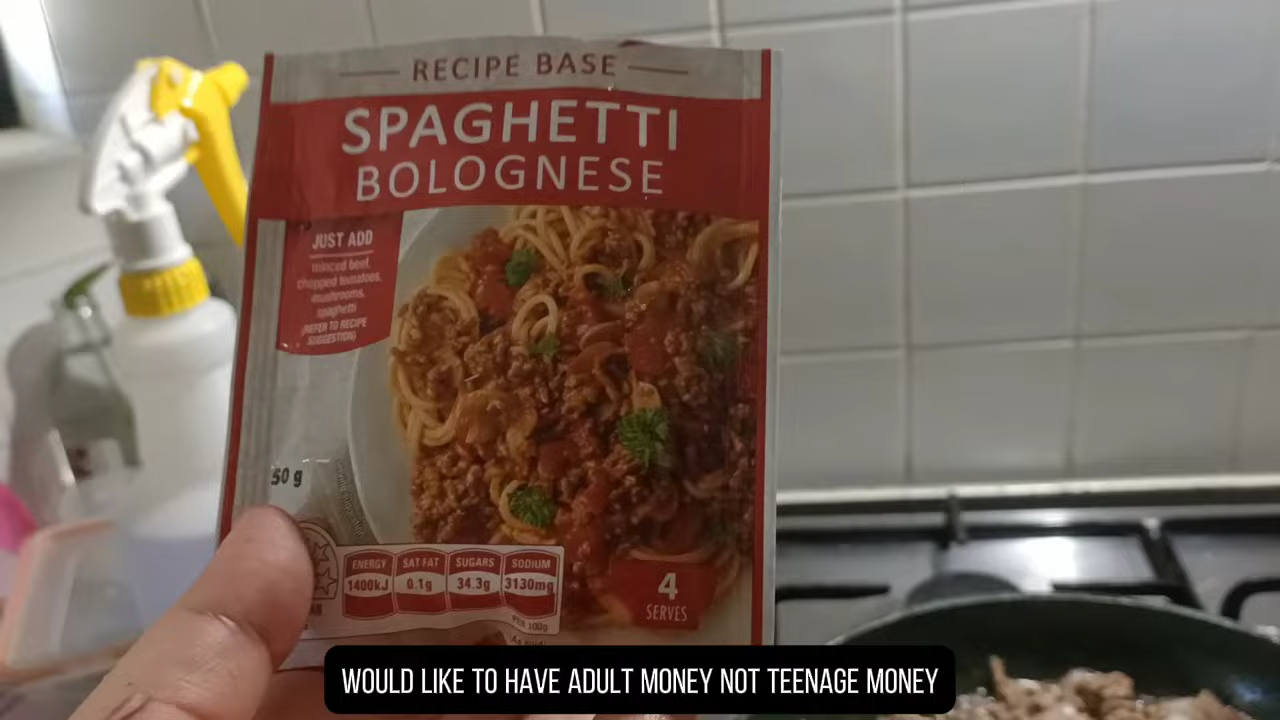 RECIPE BASE
SPAGHETTI
BOLOGNESE
JUST ADD
minced beef,
chopped tomatoes,
mushrooms,
spaghetti
(REFER TO RECIPE
SUGGESTION)
50 g
ENERGY SAT FAT SUGARS SODIUM
1400kJ 0.1g 34.3g 3130mg
PER 100g
4
SERVES
WOULD LIKE TO HAVE ADULT MONEY NOT TEENAGE MONEY